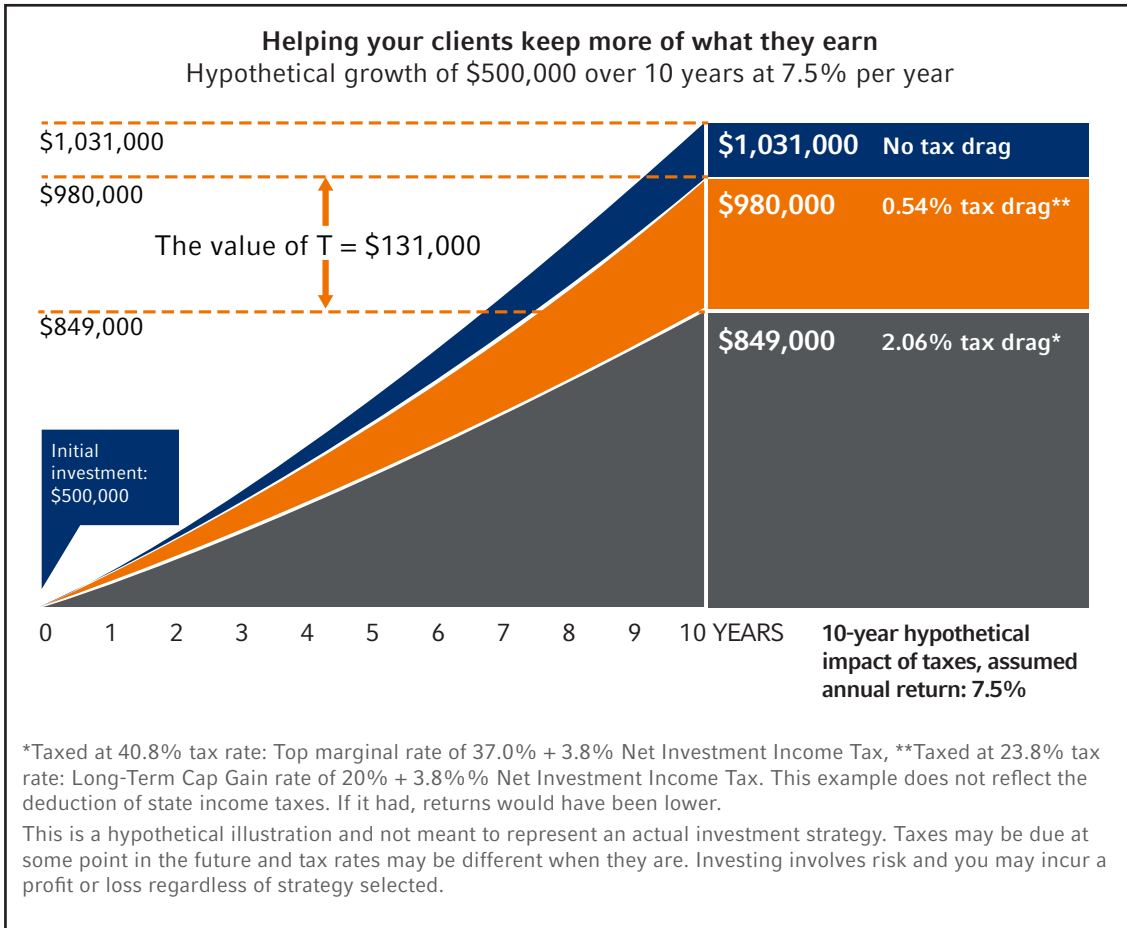 Helping your clients keep more of what they earn
Hypothetical growth of $500,000 over 10 years at 7.5% per year
$1,031,000
$980,000
The value of T = $131,000
$849,000
$1,031,000 No tax drag
$980,000 0.54% tax drag**
$849,000 2.06% tax drag*
Initial
investment:
$500,000
0 1 2 3 4 5 6 7 8 9 10 YEARS
10-year hypothetical
impact of taxes, assumed
annual return: 7.5%
*Taxed at 40.8% tax rate: Top marginal rate of 37.0% + 3.8% Net Investment Income Tax, **Taxed at 23.8% tax
rate: Long-Term Cap Gain rate of 20% + 3.8%% Net Investment Income Tax. This example does not reflect the
deduction of state income taxes. If it had, returns would have been lower.
This is a hypothetical illustration and not meant to represent an actual investment strategy. Taxes may be due at
some point in the future and tax rates may be different when they are. Investing involves risk and you may incur a
profit or loss regardless of strategy selected.